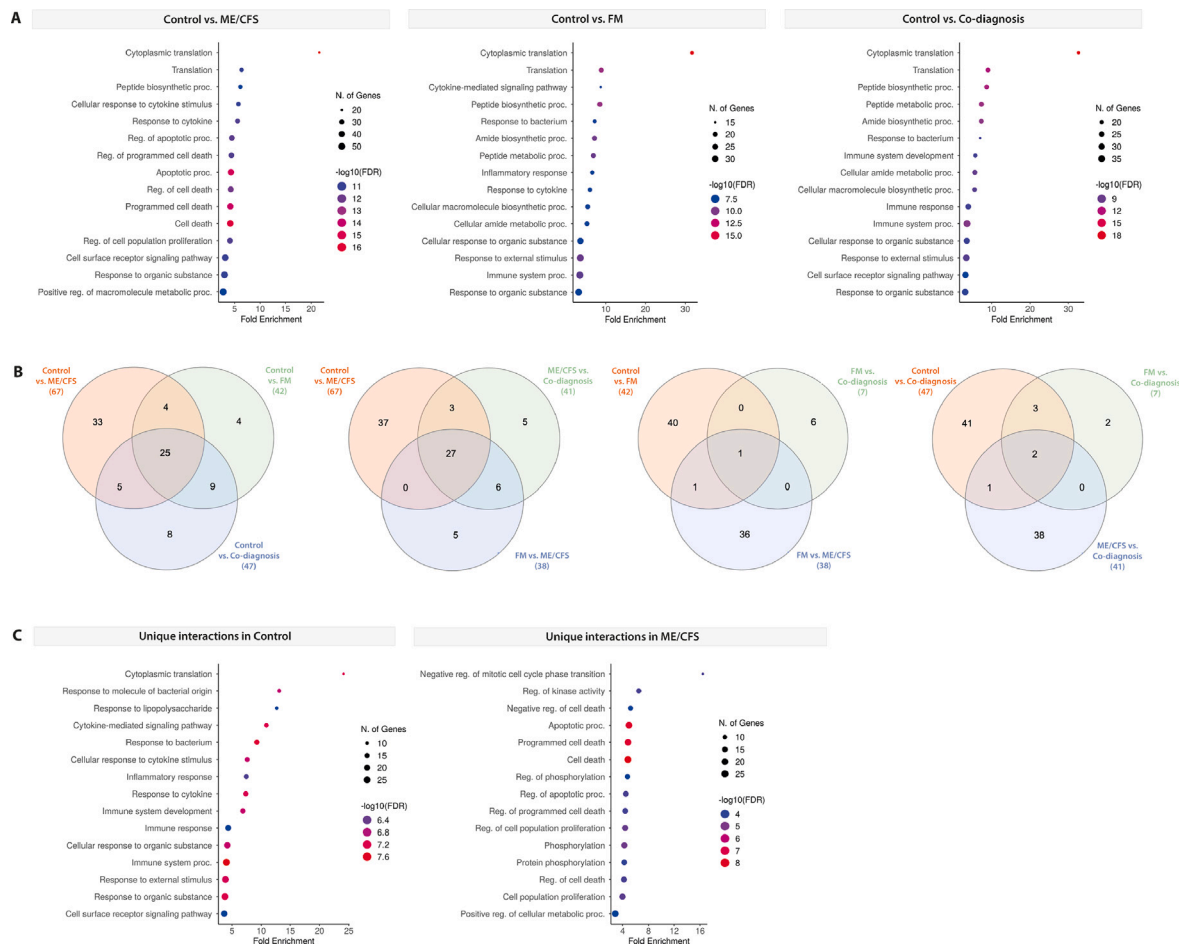 A
Control vs. ME/CFS
Cytoplasmic translation
Translation
Peptide biosynthetic proc.
Cellular response to cytokine stimulus
Response to cytokine
Reg. of apoptotic proc.
Reg. of programmed cell death
Apoptotic proc.
Reg. of cell death
Programmed cell death
Cell death
Reg. of cell population proliferation
Cell surface receptor signaling pathway
Response to organic substance
Positive reg. of macromolecule metabolic proc.
5 10 15 20
Fold Enrichment
N. of Genes
20
30
40
50
-log10(FDR)
11
12
13
14
15
16
Control vs. FM
Cytoplasmic translation
Translation
Cytokine-mediated signaling pathway
Peptide biosynthetic proc.
Response to bacterium
Amide biosynthetic proc.
Peptide metabolic proc.
Inflammatory response
Response to cytokine
Cellular macromolecule biosynthetic proc.
Cellular amide metabolic proc.
Cellular response to organic substance
Response to external stimulus
Immune system proc.
Response to organic substance
10 20 30
Fold Enrichment
N. of Genes
15
20
25
30
-log10(FDR)
7.5
10.0
12.5
15.0
Control vs. Co-diagnosis
Cytoplasmic translation
Translation
Peptide biosynthetic proc.
Peptide metabolic proc.
Amide biosynthetic proc.
Response to bacterium
Immune system development
Cellular amide metabolic proc.
Cellular macromolecule biosynthetic proc.
Immune response
Immune system proc.
Cellular response to organic substance
Response to external stimulus
Cell surface receptor signaling pathway
Response to organic substance
10 20 30
Fold Enrichment
N. of Genes
20
25
30
35
-log10(FDR)
9
12
15
18
B
Control
vs. ME/CFS
(67)
Control
vs. FM
(42)
33
4
4
25
5
9
8
Control
vs. Co-diagnosis
(47)
Control
vs. ME/CFS
(67)
ME/CFS vs.
Co-diagnosis
(41)
37
3
5
27
0
6
5
FM vs. ME/CFS
(38)
Control
vs. FM
(42)
FM vs.
Co-diagnosis
(7)
40
0
6
1
1
0
36
FM vs. ME/CFS
(38)
Control
vs. Co-diagnosis
(47)
FM vs.
Co-diagnosis
(7)
41
3
2
2
1
0
38
ME/CFS vs.
Co-diagnosis
(41)
C
Unique interactions in Control
Cytoplasmic translation
Response to molecule of bacterial origin
Response to lipopolysaccharide
Cytokine-mediated signaling pathway
Response to bacterium
Cellular response to cytokine stimulus
Inflammatory response
Response to cytokine
Immune system development
Immune response
Cellular response to organic substance
Immune system proc.
Response to external stimulus
Response to organic substance
Cell surface receptor signaling pathway
5 10 15 20 25
Fold Enrichment
N. of Genes
10
15
20
25
-log10(FDR)
6.4
6.8
7.2
7.6
Unique interactions in ME/CFS
Negative reg. of mitotic cell cycle phase transition
Reg. of kinase activity
Negative reg. of cell death
Apoptotic proc.
Programmed cell death
Cell death
Reg. of phosphorylation
Reg. of apoptotic proc.
Reg. of programmed cell death
Reg. of cell population proliferation
Phosphorylation
Protein phosphorylation
Reg. of cell death
Cell population proliferation
Positive reg. of cellular metabolic proc.
4 8 12 16
Fold Enrichment
N. of Genes
10
15
20
25
-log10(FDR)
4
5
6
7
8